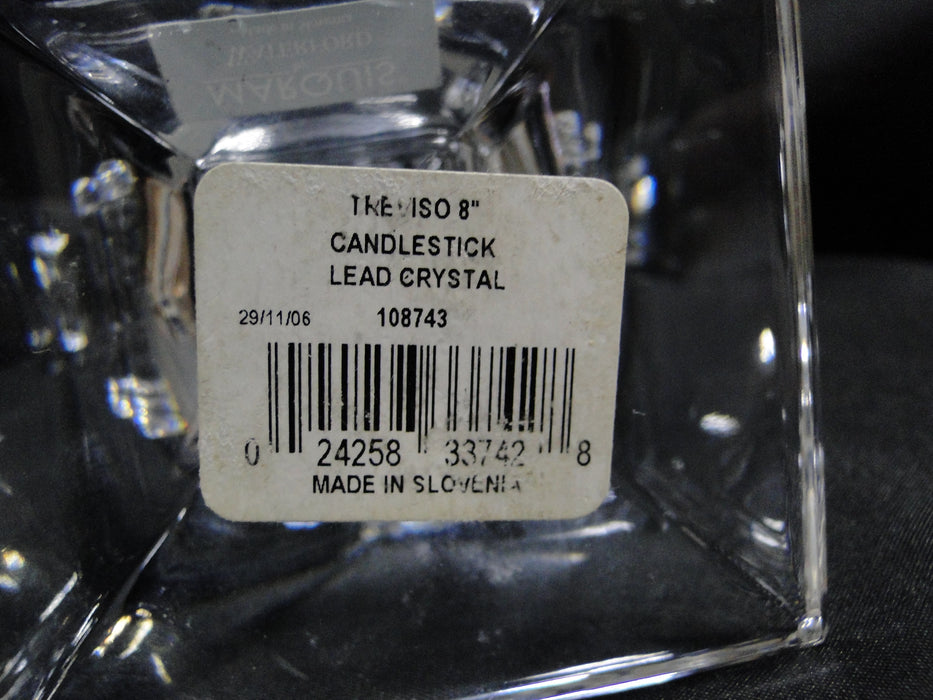 MARQUIS
WATERFORD
TREVISO 8"
CANDLESTICK
LEAD CRYSTAL
29/11/06 108743
0 24258 33742 8
MADE IN SLOVENIA